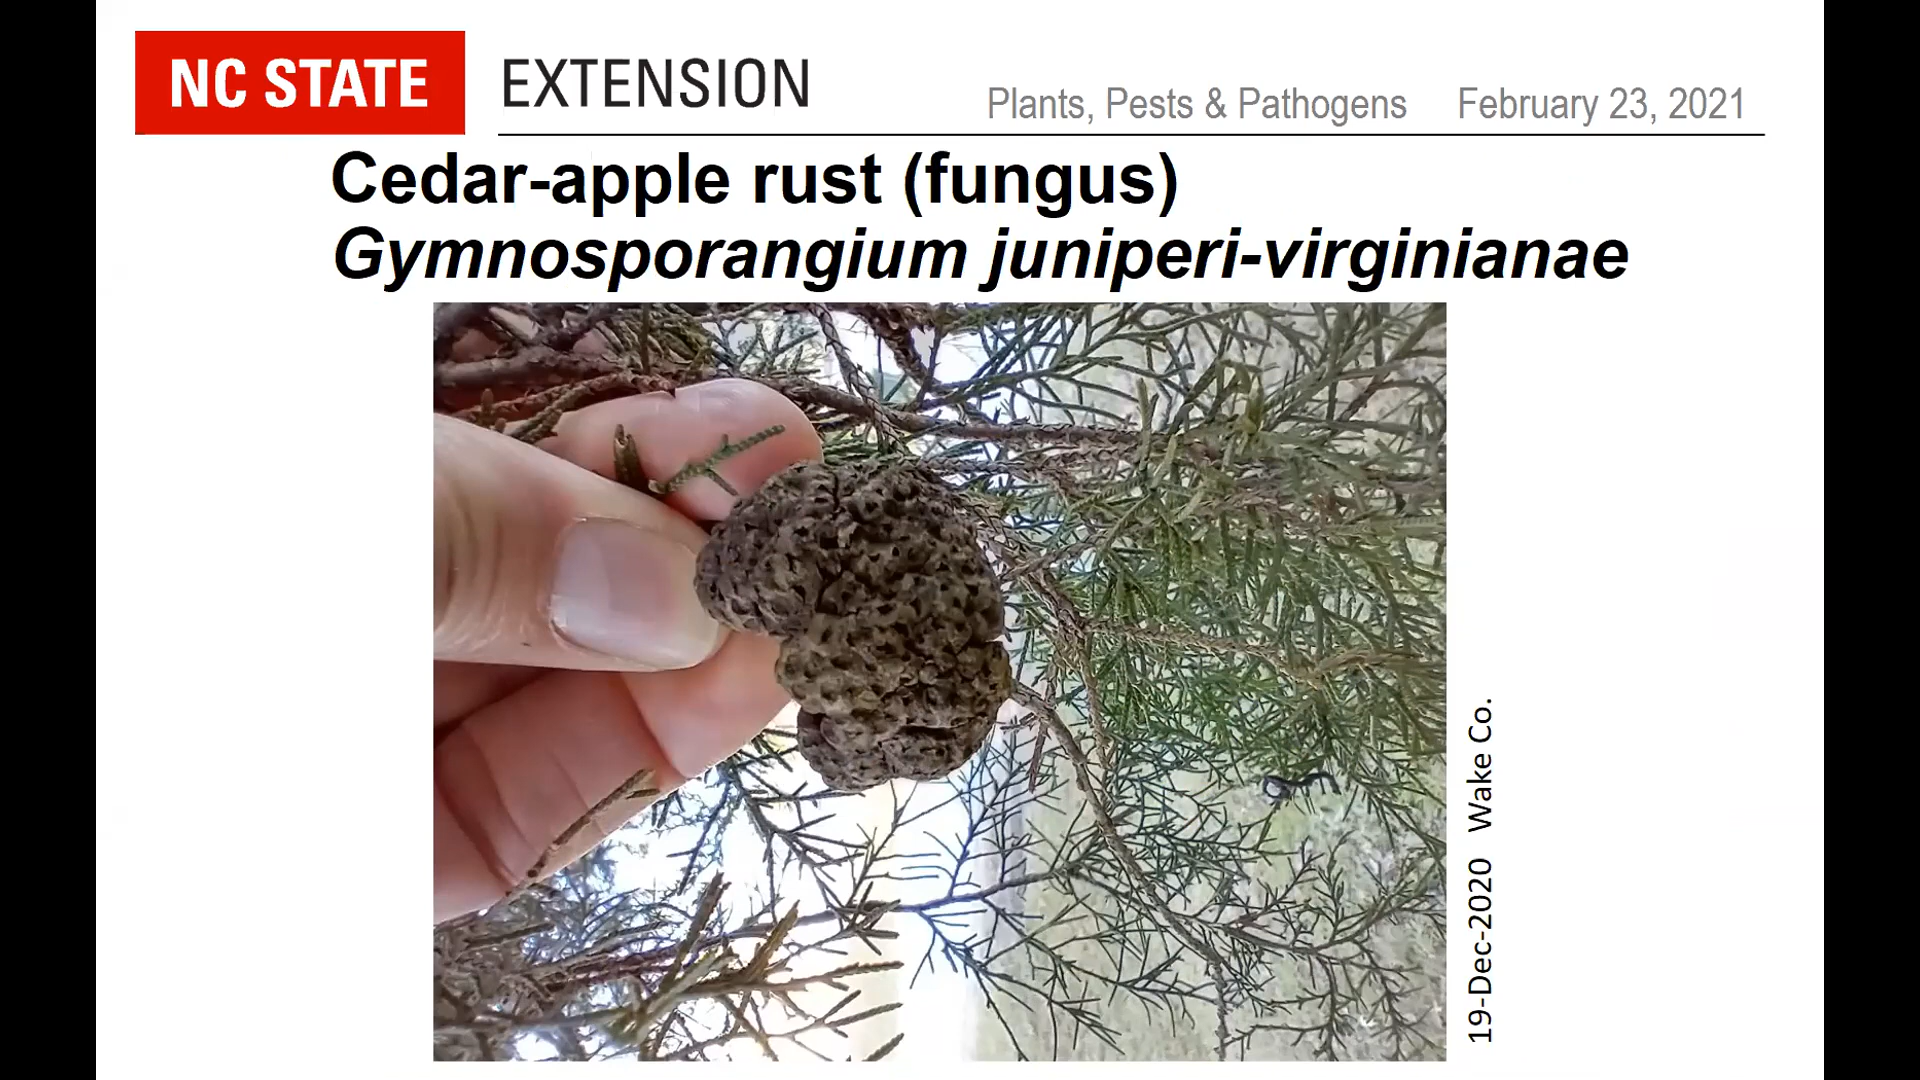 NC STATE EXTENSION
Plants, Pests & Pathogens February 23, 2021
Cedar-apple rust (fungus)
Gymnosporangium juniperi-virginianae
19-Dec-2020 Wake Co.